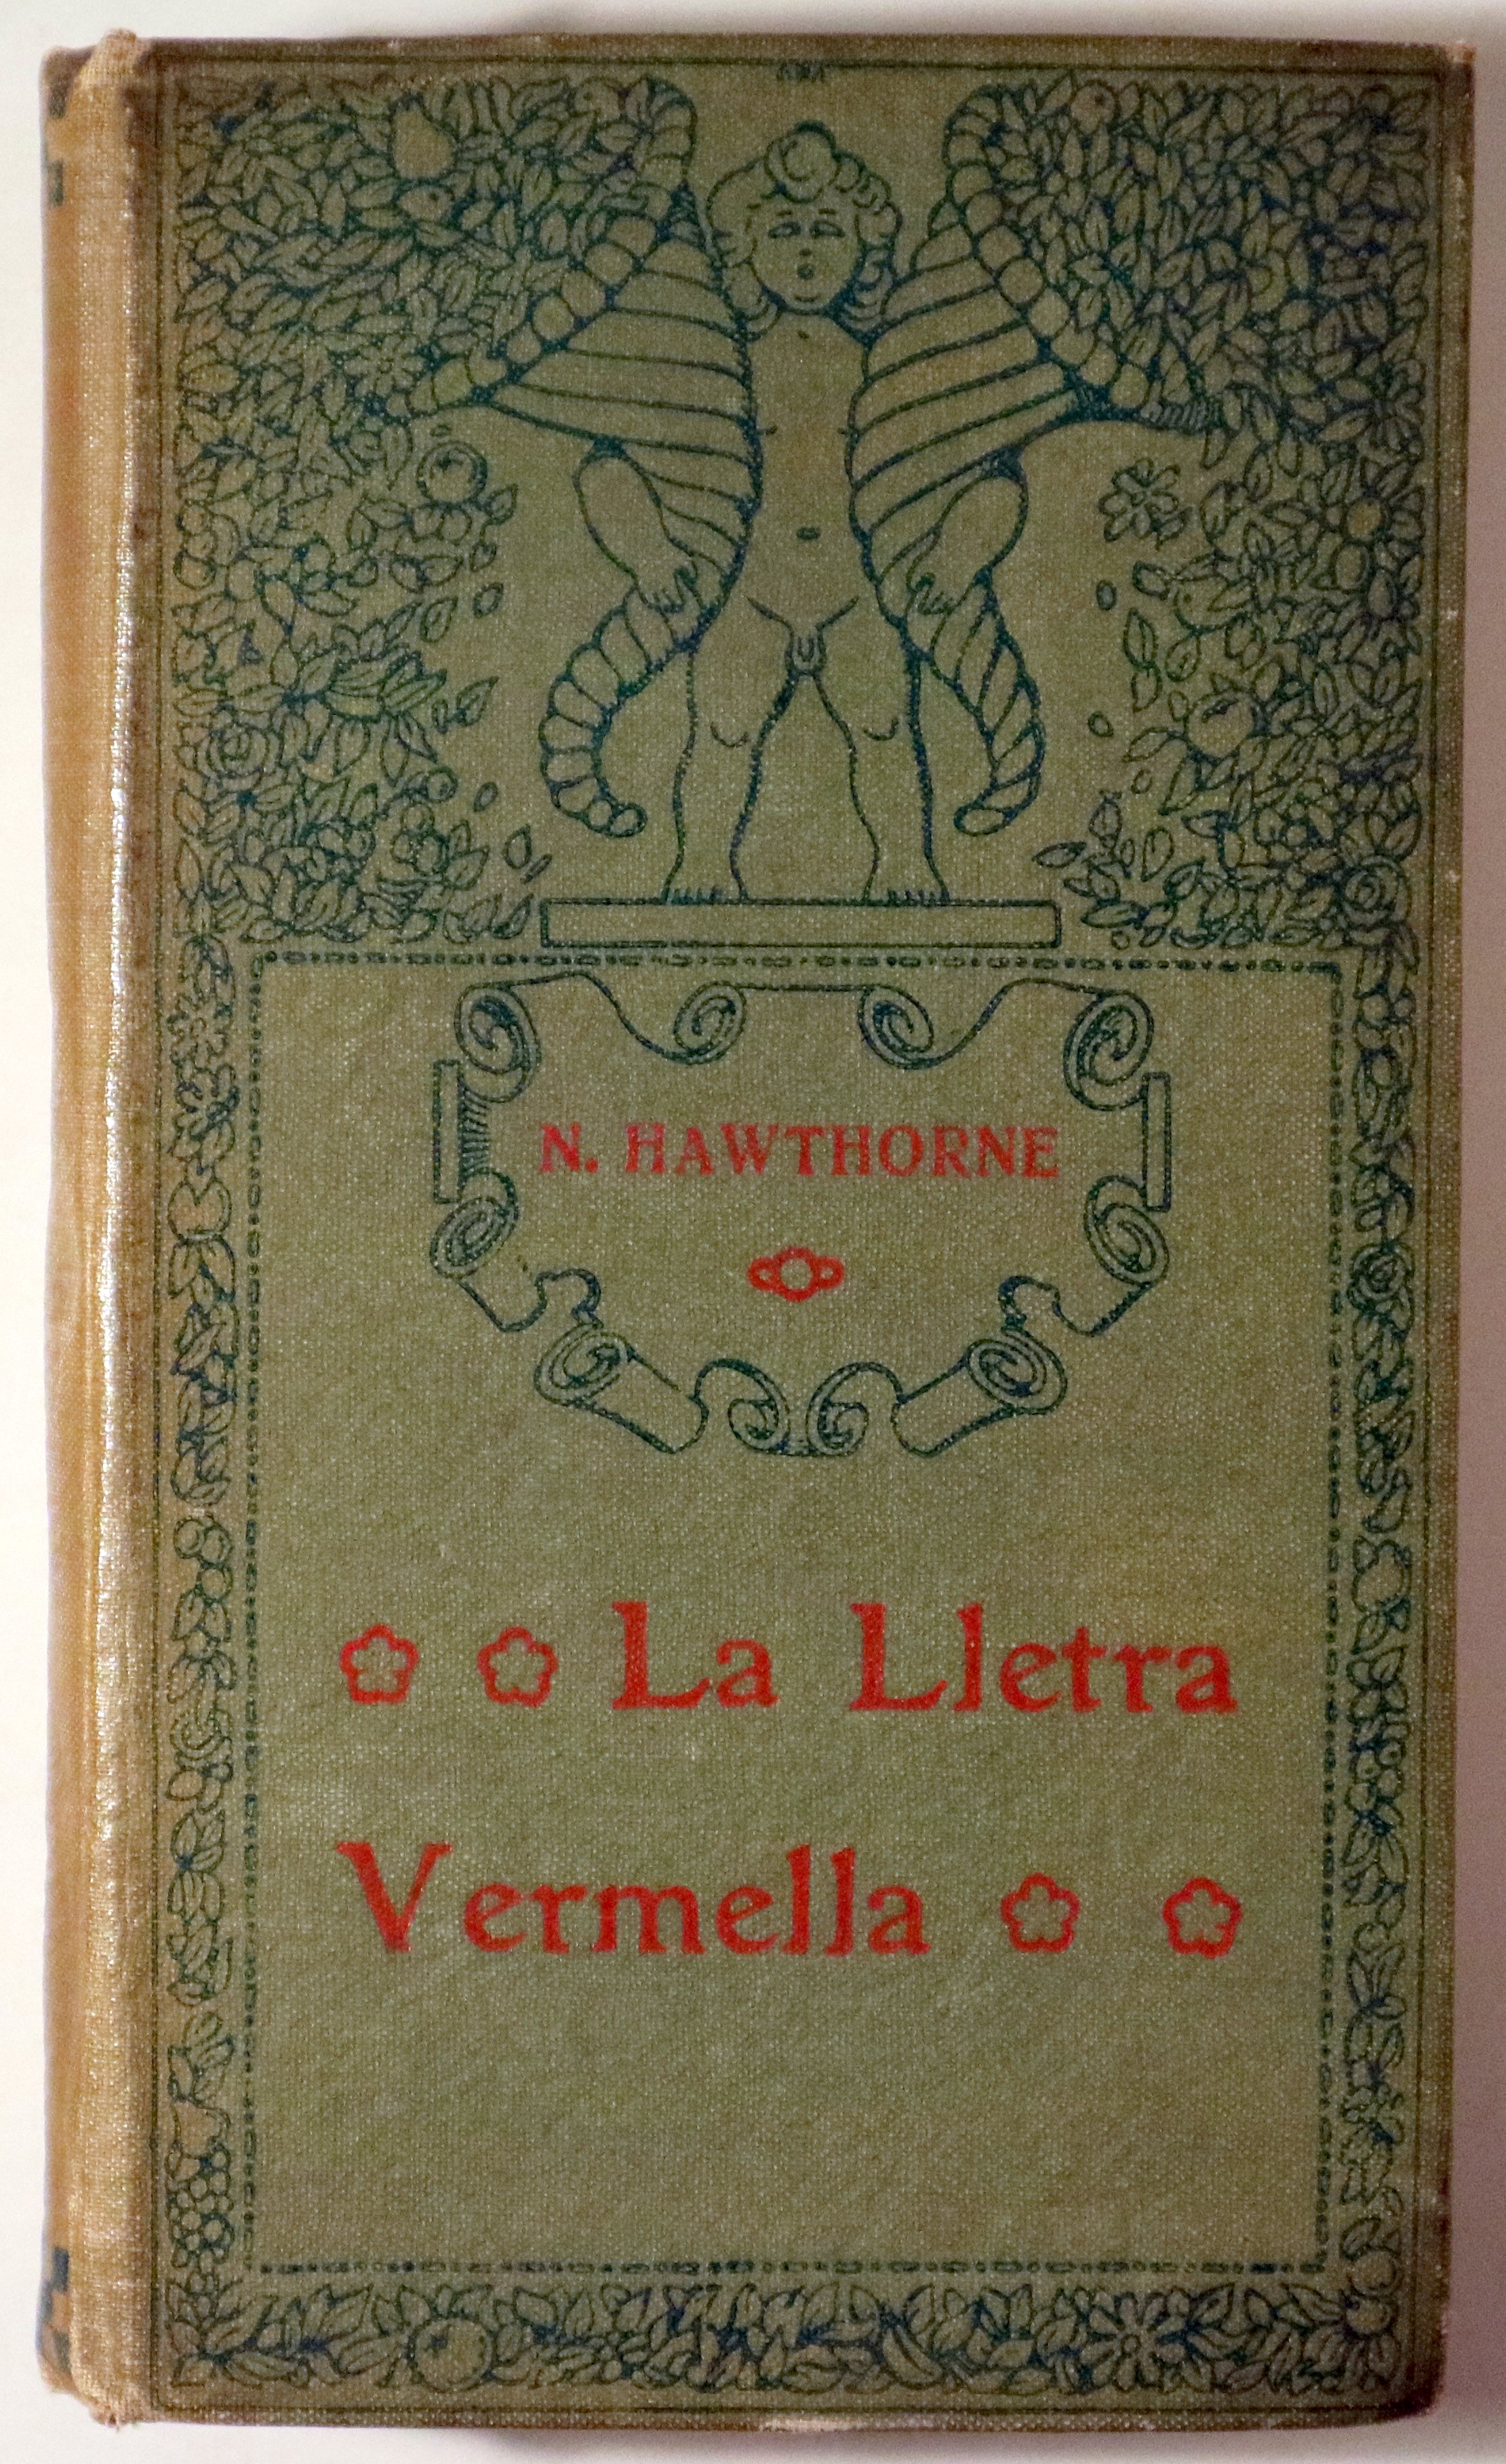 N. HAWTHORNE
La Lletra
Vermella